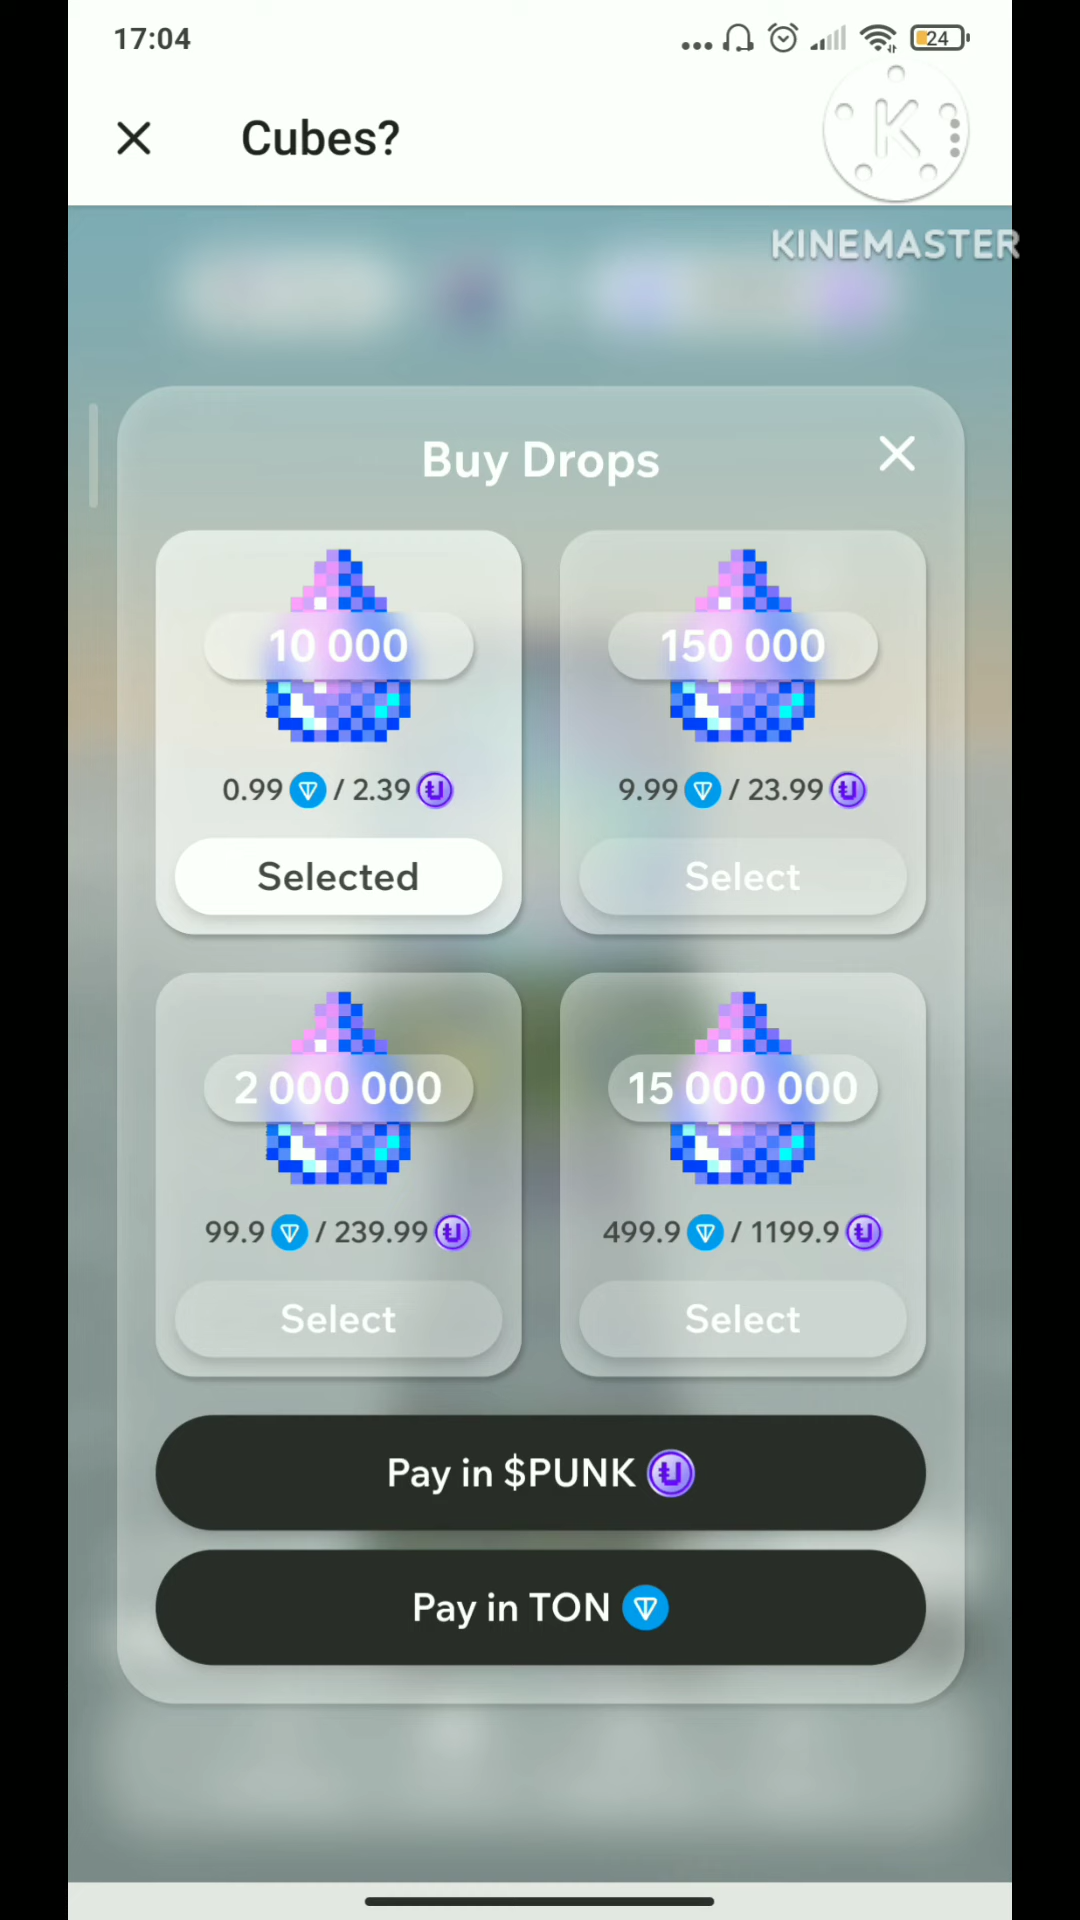 17:04
24
Cubes?
K
KINEMASTER
Buy Drops
10 000
150 000
0.99 / 2.39
9.99 / 23.99
Selected
Select
2 000 000
15 000 000
99.9 / 239.99
499.9 / 1199.9
Select
Select
Pay in $PUNK
Pay in TON